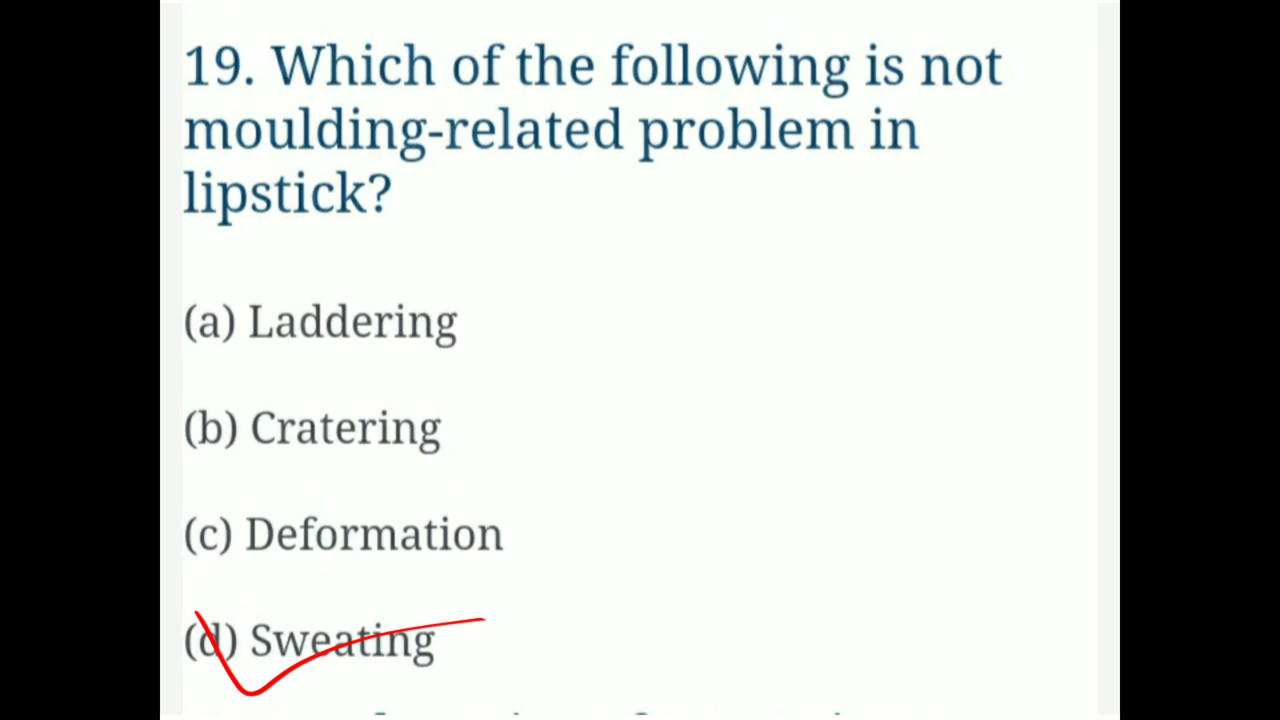 19. Which of the following is not
moulding-related problem in
lipstick?
(a) Laddering
(b) Cratering
(c) Deformation
(d) Sweating